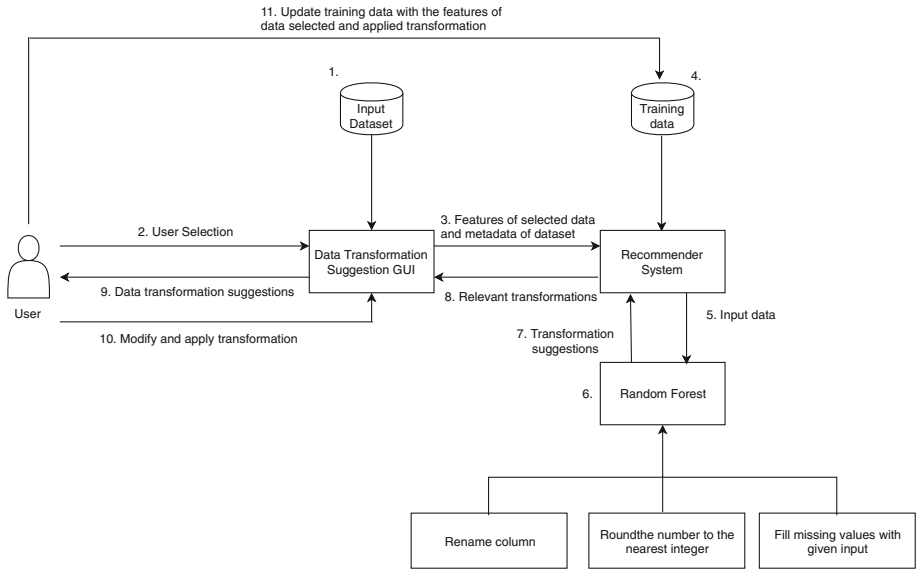 11. Update training data with the features of
data selected and applied transformation
1.
4.
Input
Dataset
Training
data
2. User Selection
3. Features of selected data
and metadata of dataset
Data Transformation
Suggestion GUI
Recommender
System
9. Data transformation suggestions
8. Relevant transformations
User
10. Modify and apply transformation
5. Input data
7. Transformation
suggestions
6.
Random Forest
Rename column
Roundthe number to the
nearest integer
Fill missing values with
given input